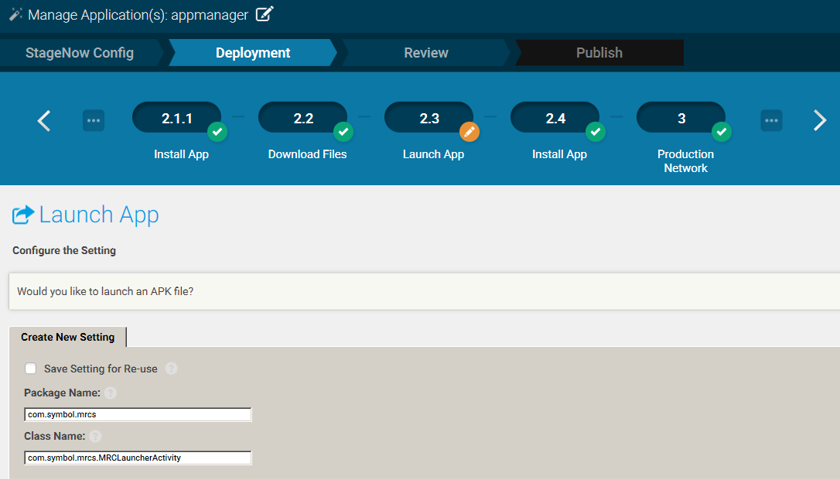 Manage Application(s): appmanager
StageNow Config
Deployment
Review
Publish
2.1.1
2.2
2.3
2.4
3
Install App
Download Files
Launch App
Install App
Production
Network
Launch App
Configure the Setting
Would you like to launch an APK file?
Create New Setting
Save Setting for Re-use ?
Package Name: ?
com.symbol.mrcs
Class Name: ?
com.symbol.mrcs.MRCLauncherActivity